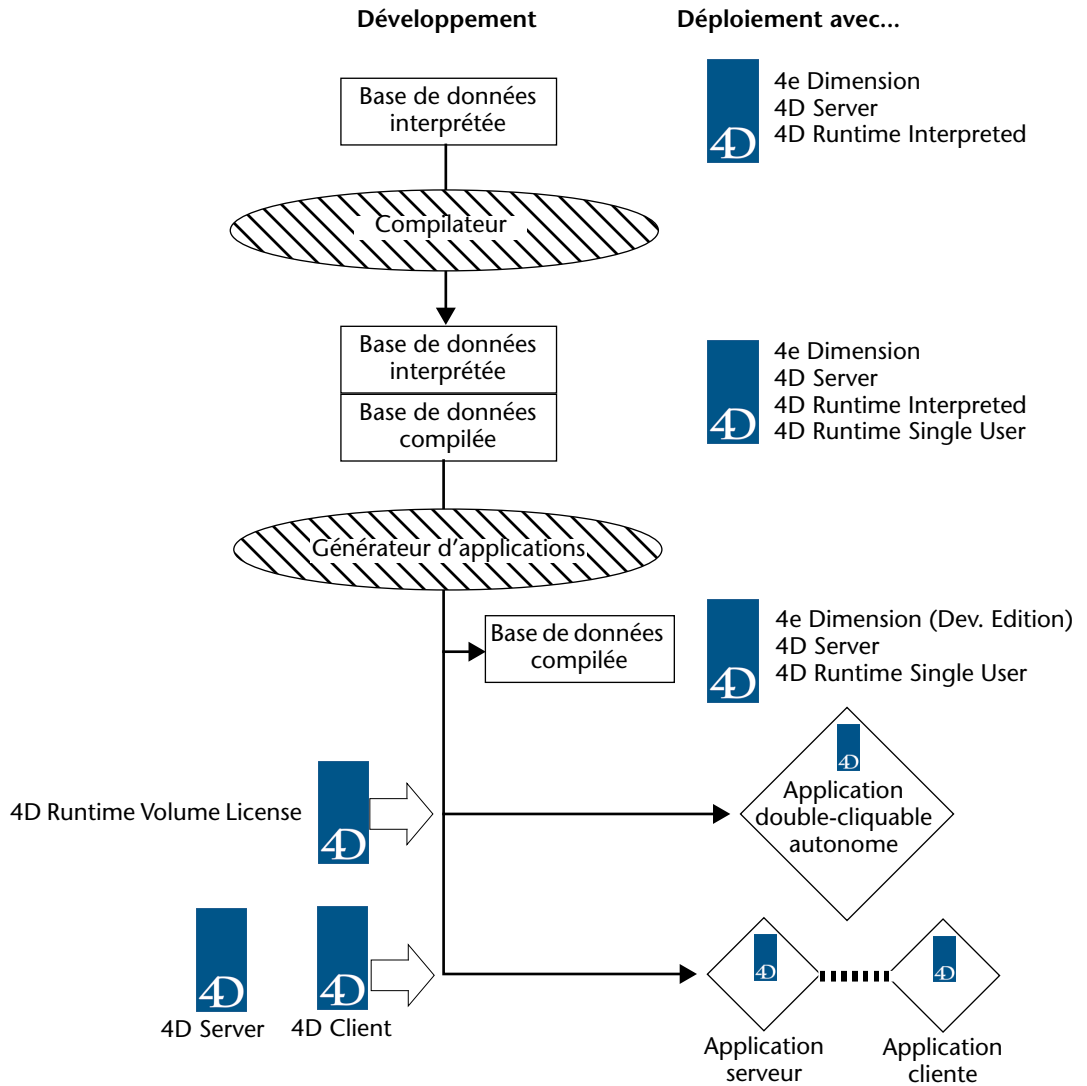 Développement
Déploiement avec...
Base de données
interprétée
4D
4e Dimension
4D Server
4D Runtime Interpreted
Compilateur
Base de données
interprétée
Base de données
compilée
4D
4e Dimension
4D Server
4D Runtime Interpreted
4D Runtime Single User
Générateur d’applications
Base de données
compilée
4D
4e Dimension (Dev. Edition)
4D Server
4D Runtime Single User
4D Runtime Volume License
4D
4D
Application
double-cliquable
autonome
4D
4D Server
4D
4D Client
4D
Application
serveur
4D
Application
cliente